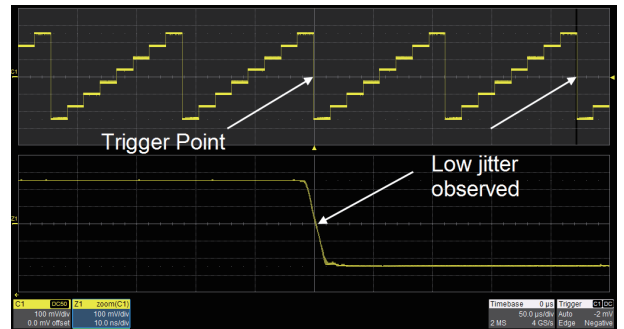 C1
Trigger Point
Low jitter
observed
Z1
C1 DC50 Z1 zoom(C1)
100 mV/div 100 mV/div
0.0 mV offset 10.0 ns/div
Timebase 0 µs Trigger C1 DC
50.0 µs/div Auto -2 mV
2 MS 4 GS/s Edge Negative